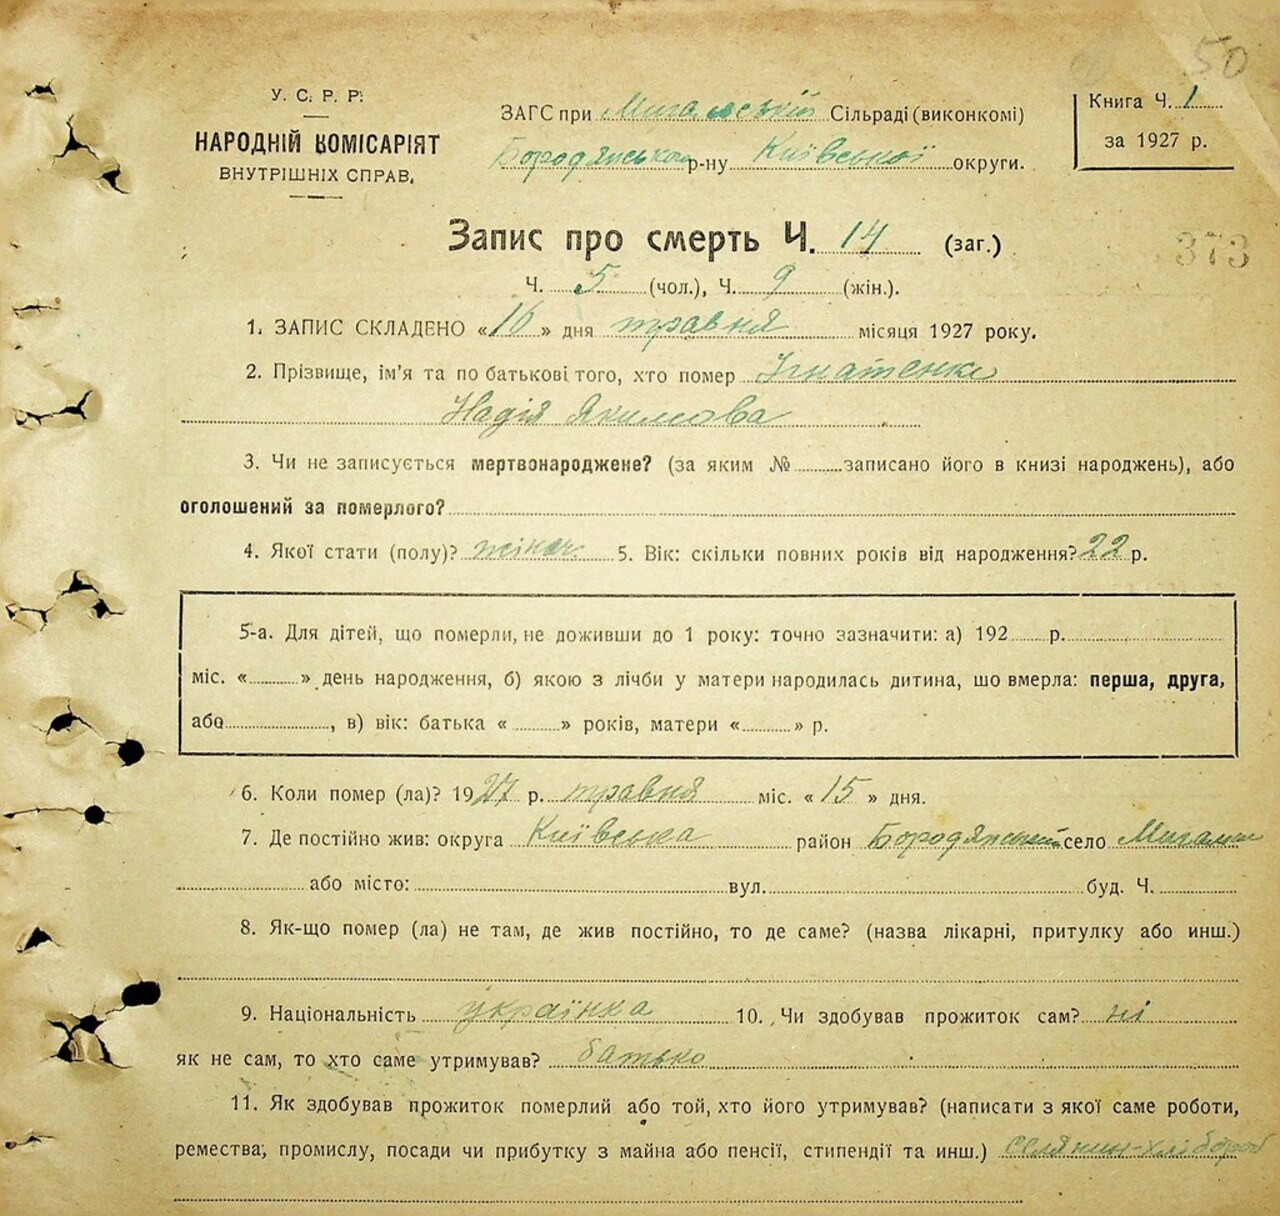 50
У. С. Р. Р.
НАРОДНІЙ КОМІСАРІЯТ
ВНУТРІШНІХ СПРАВ.
ЗАГС при Мигальській Сільраді (виконкомі)
Бородянського р-ну Київської округи.
Книга Ч. 1
за 1927 р.
Запис про смерть Ч. 14 (заг.)
373
Ч. 5 (чол.), Ч. 9 (жін.).
1. ЗАПИС СКЛАДЕНО «16» дня травня місяця 1927 року.
2. Прізвище, ім'я та по батькові того, хто помер Ігнатенко
Надія Якимова
3. Чи не записується мертвонароджене? (за яким № записано його в книзі народжень), або
оголошений за померлого?
4. Якої стати (полу)? жіноч. 5. Вік: скільки повних років від народження? 22 р.
5-а. Для дітей, що померли, не доживши до 1 року: точно зазначити: а) 192 р.
міс. « » день народження, б) якою з лічби у матери народилась дитина, що вмерла: перша, друга,
або , в) вік: батька « » років, матери « » р.
6. Коли помер (ла)? 1927 р. травня міс. «15» дня.
7. Де постійно жив: округа Київська район Бородянський село Мигалки
або місто: вул. буд. Ч.
8. Як-що помер (ла) не там, де жив постійно, то де саме? (назва лікарні, притулку або инш.)
9. Національність українка 10. Чи здобував прожиток сам? ні
як не сам, то хто саме утримував? батько
11. Як здобував прожиток померлий або той, хто його утримував? (написати з якої саме роботи,
ремества, промислу, посади чи прибутку з майна або пенсії, стипендії та инш.) селянин-хлібороб